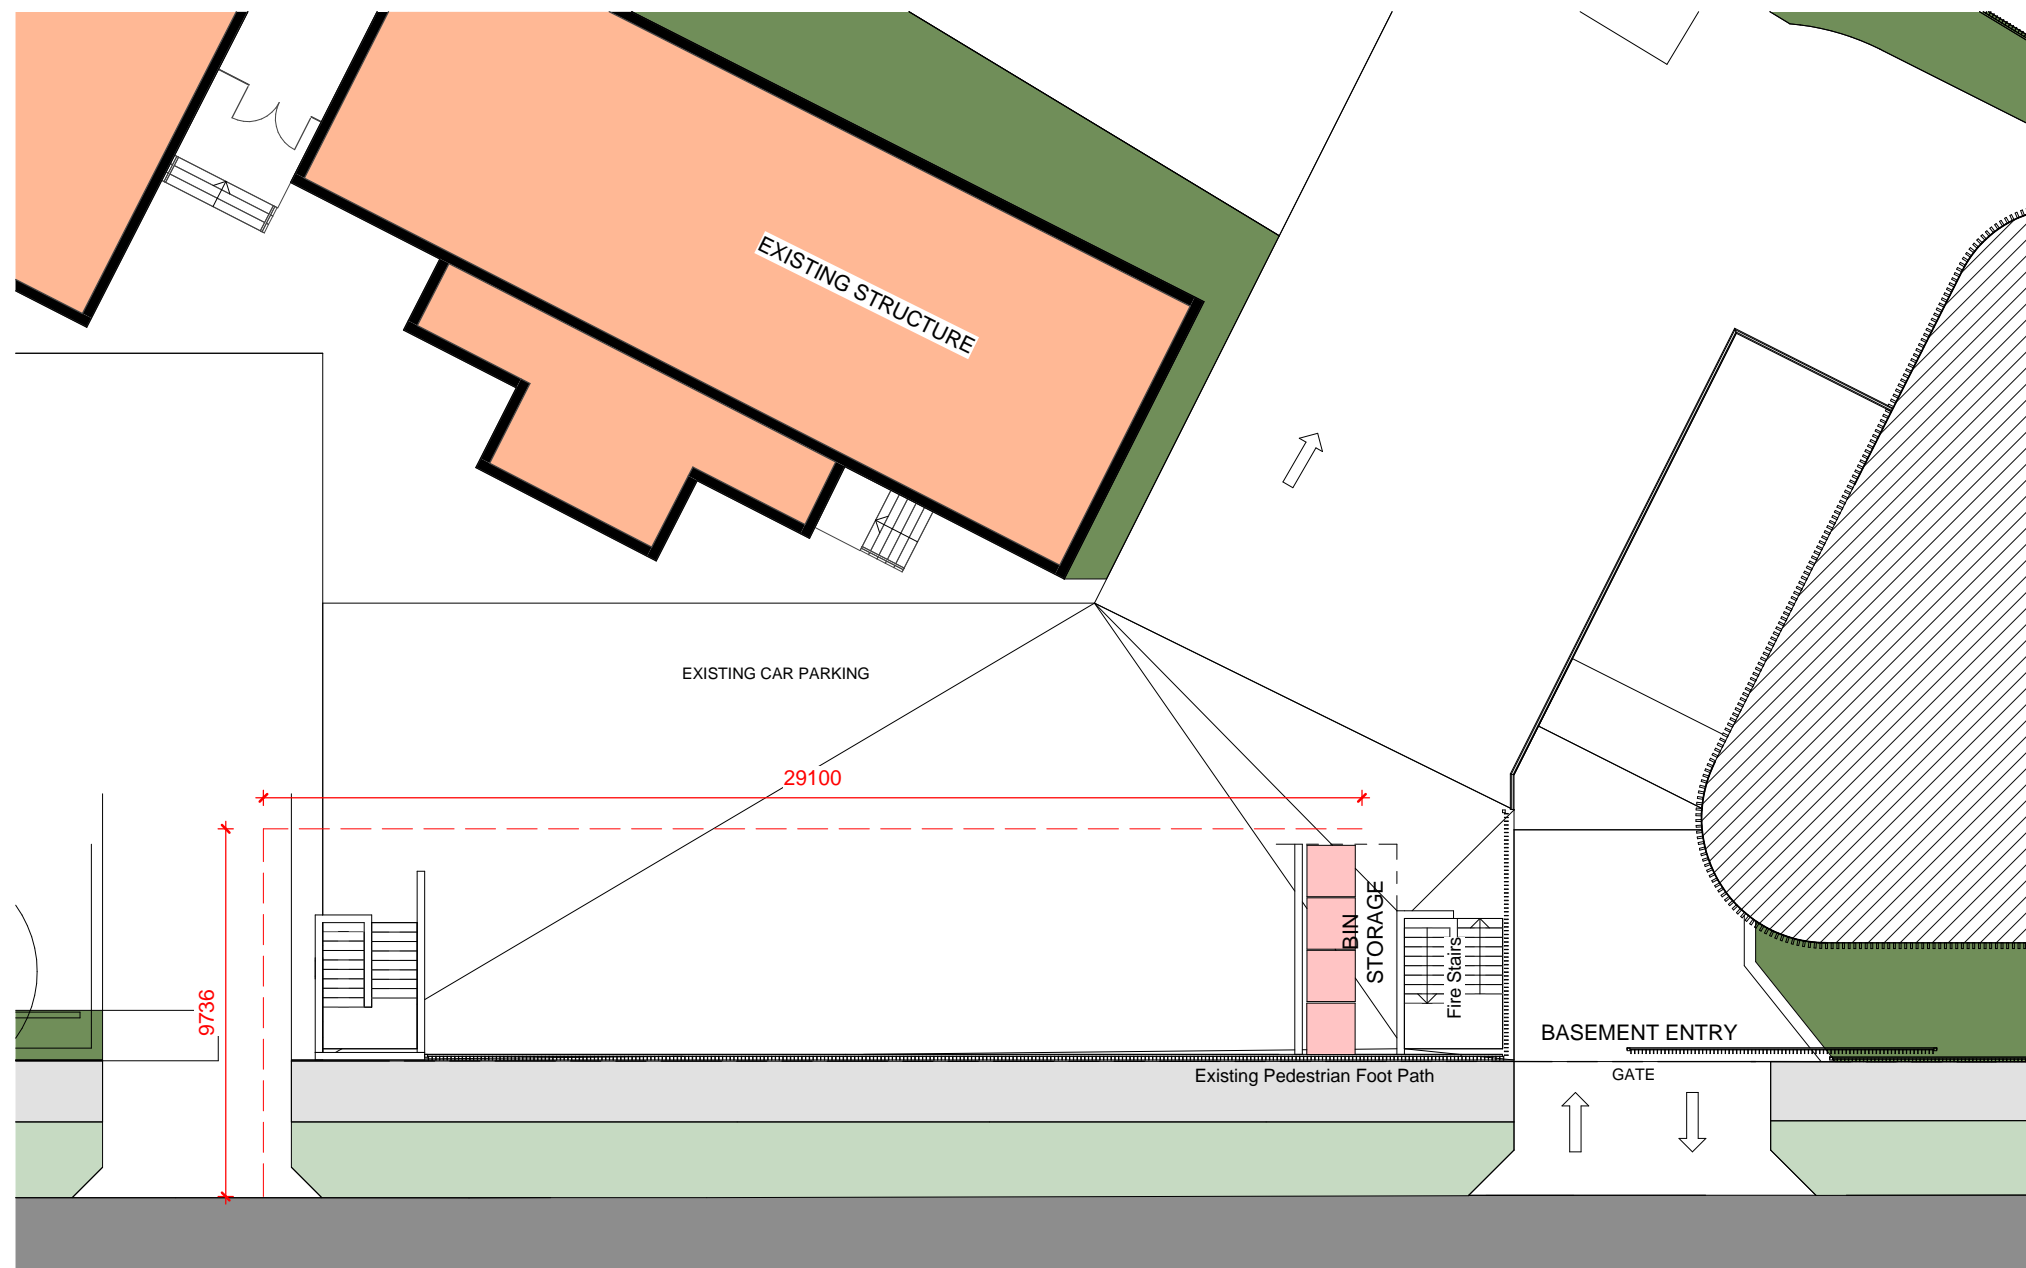 EXISTING STRUCTURE
EXISTING CAR PARKING
29100
9736
BIN
STORAGE
Fire Stairs
BASEMENT ENTRY
Existing Pedestrian Foot Path
GATE